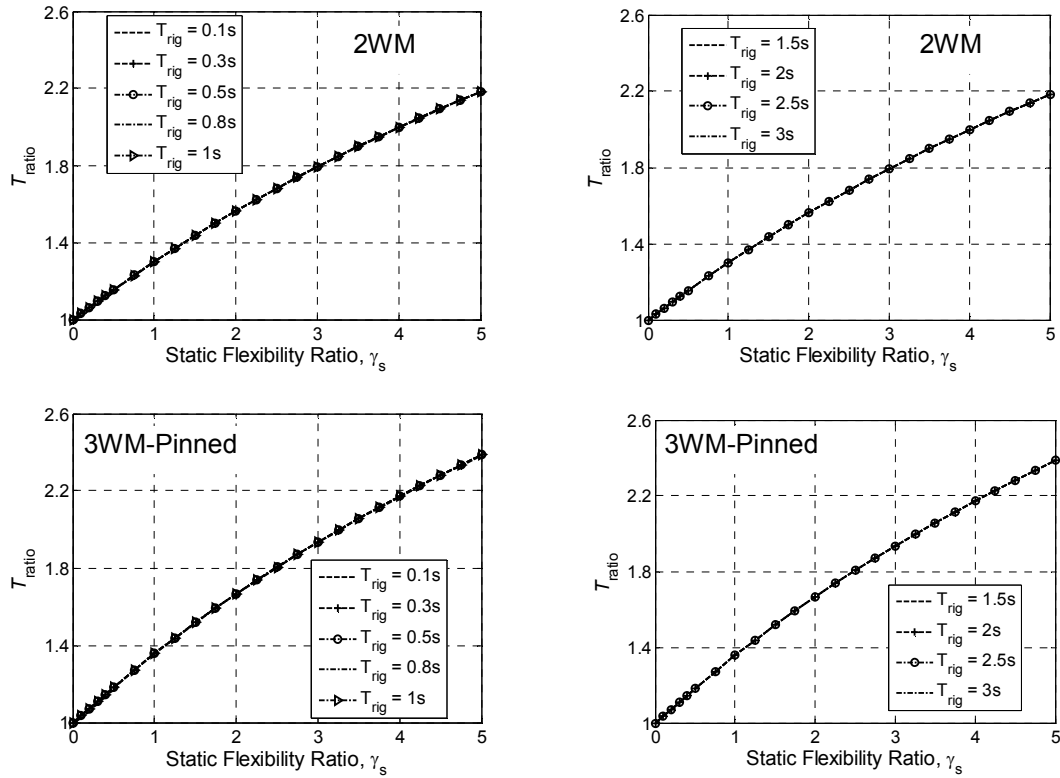 2.6
2.2
1.8
1.4
1
T_ratio
0 1 2 3 4 5
Static Flexibility Ratio, γ_s
2WM
T_rig = 0.1s
T_rig = 0.3s
T_rig = 0.5s
T_rig = 0.8s
T_rig = 1s
2.6
2.2
1.8
1.4
1
T_ratio
0 1 2 3 4 5
Static Flexibility Ratio, γ_s
2WM
T_rig = 1.5s
T_rig = 2s
T_rig = 2.5s
T_rig = 3s
2.6
2.2
1.8
1.4
1
T_ratio
0 1 2 3 4 5
Static Flexibility Ratio, γ_s
3WM-Pinned
T_rig = 0.1s
T_rig = 0.3s
T_rig = 0.5s
T_rig = 0.8s
T_rig = 1s
2.6
2.2
1.8
1.4
1
T_ratio
0 1 2 3 4 5
Static Flexibility Ratio, γ_s
3WM-Pinned
T_rig = 1.5s
T_rig = 2s
T_rig = 2.5s
T_rig = 3s